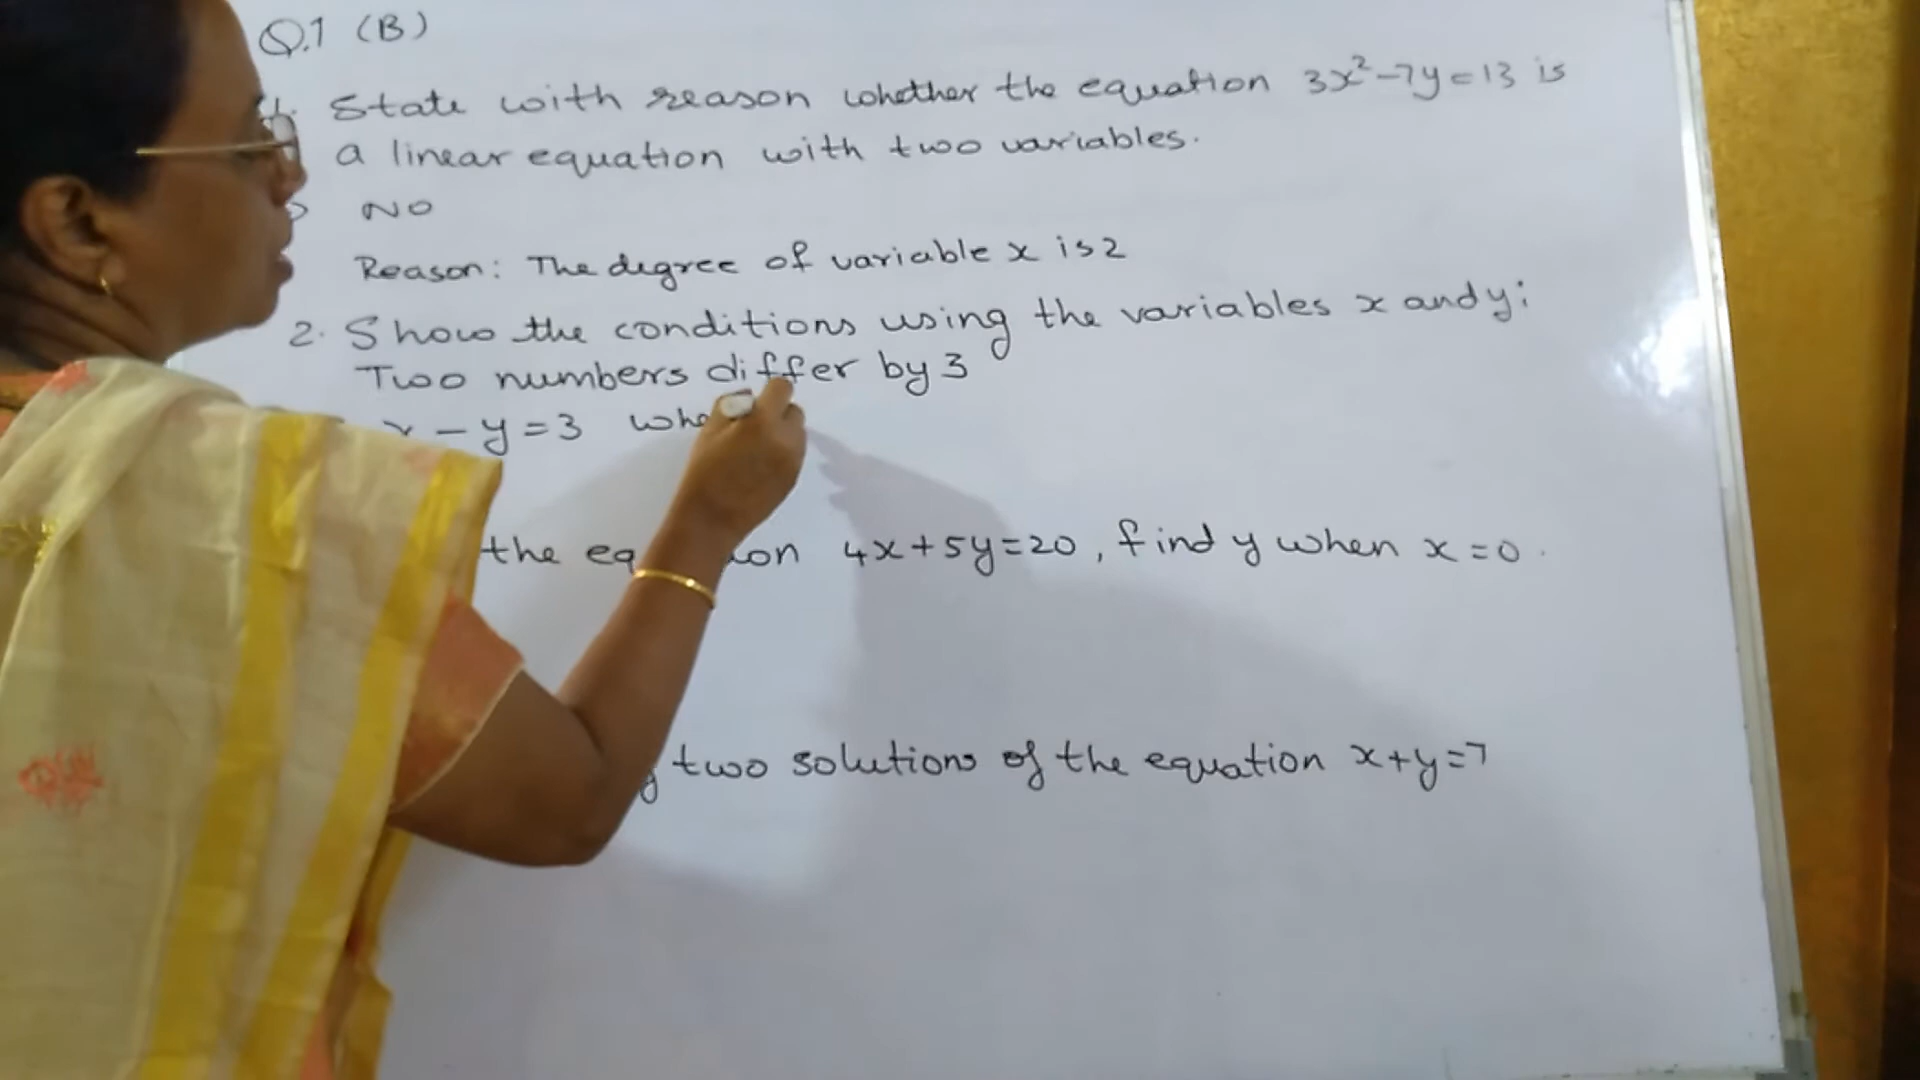 Q.1 (B)
1. State with reason whether the equation 3x²-7y=13 is
a linear equation with two variables.
NO
Reason: The degree of variable x is 2
2. Show the conditions using the variables x and y:
Two numbers differ by 3
x - y = 3
the 4x+5y=20, find y when x=0.
two solutions of the equation x+y=7